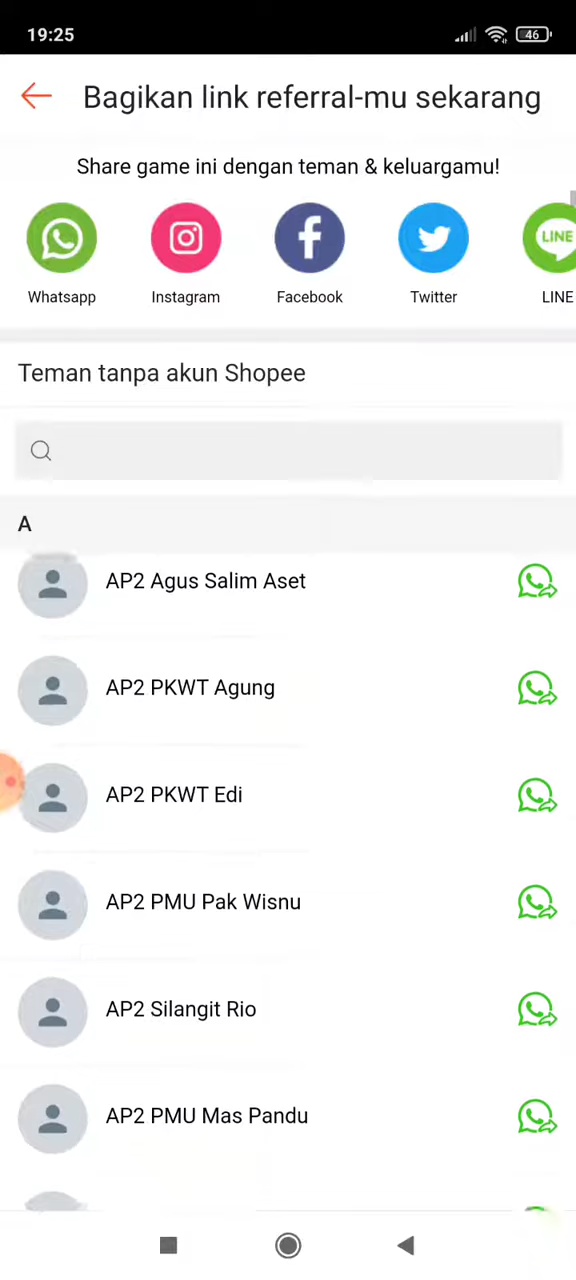 19:25
46
Bagikan link referral-mu sekarang
Share game ini dengan teman & keluargamu!
LINE
Whatsapp
Instagram
Facebook
Twitter
LINE
Teman tanpa akun Shopee
A
AP2 Agus Salim Aset
AP2 PKWT Agung
AP2 PKWT Edi
AP2 PMU Pak Wisnu
AP2 Silangit Rio
AP2 PMU Mas Pandu